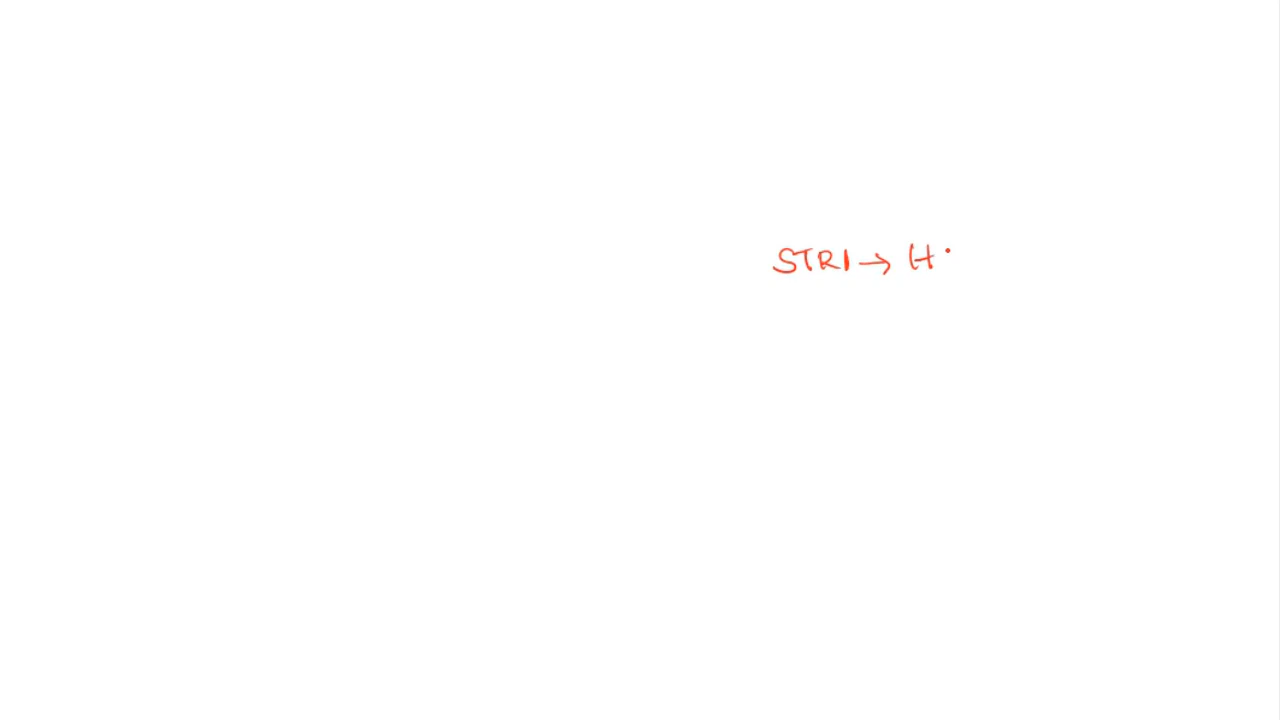 STRI → H